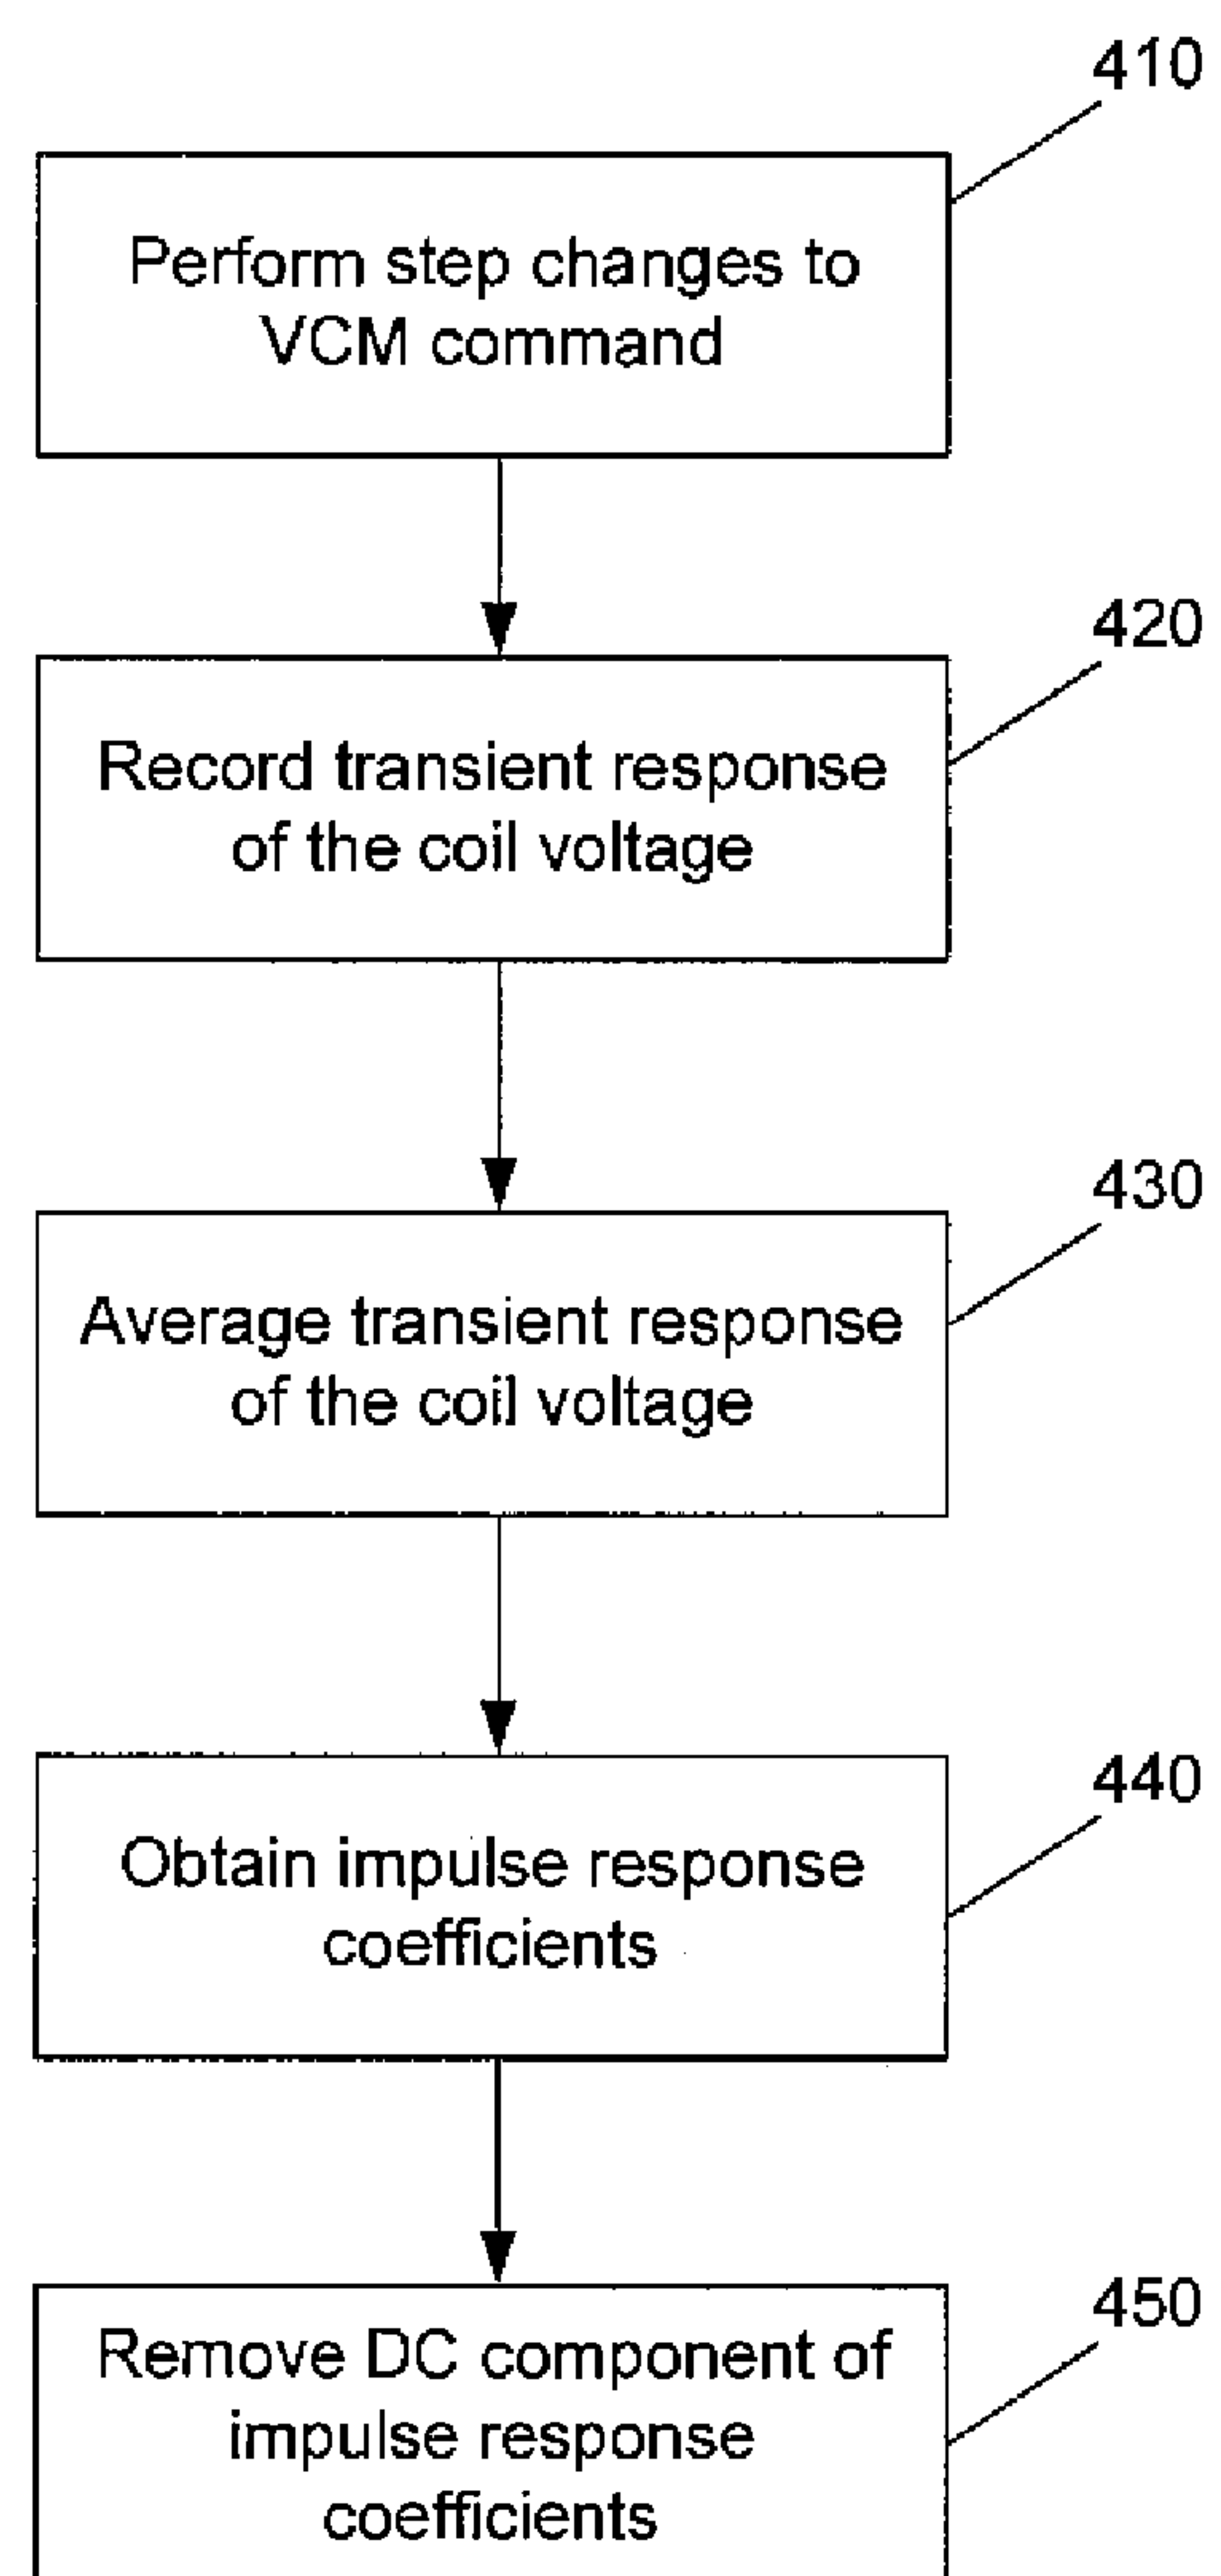 410
Perform step changes to
VCM command
420
Record transient response
of the coil voltage
430
Average transient response
of the coil voltage
440
Obtain impulse response
coefficients
450
Remove DC component of
impulse response
coefficients